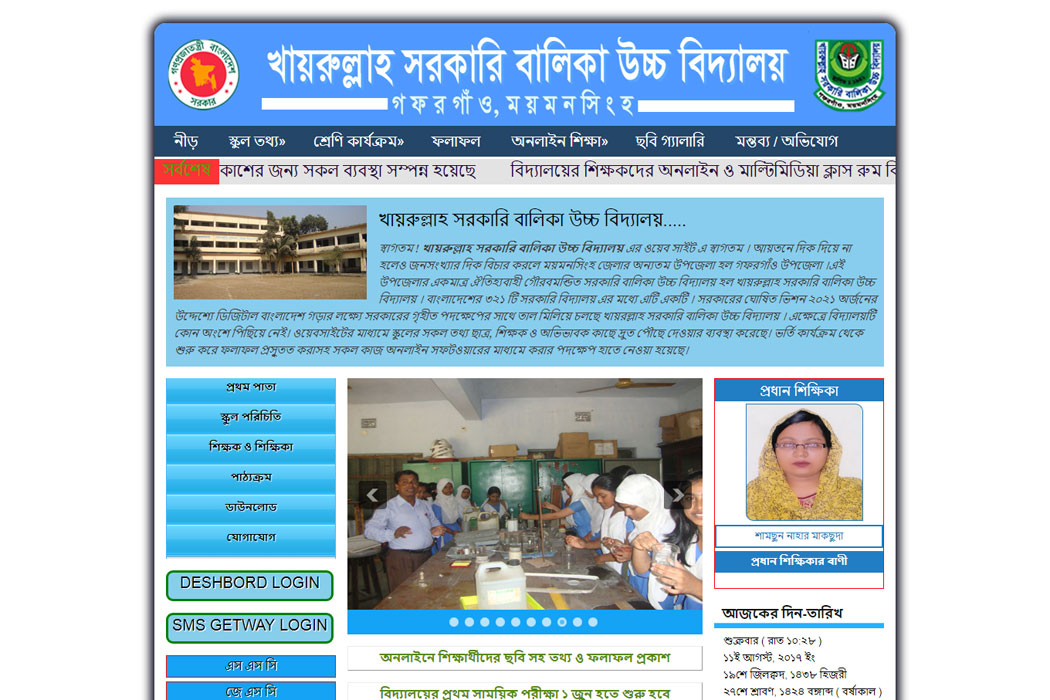 গণপ্রজাতন্ত্রী বাংলাদেশ
সরকার
খায়রুল্লাহ সরকারি বালিকা উচ্চ বিদ্যালয়
গফরগাঁও, ময়মনসিংহ
নীড় স্কুল তথ্য» শ্রেণি কার্যক্রম» ফলাফল অনলাইন শিক্ষা» ছবি গ্যালারি মন্তব্য / অভিযোগ
সর্বশেষ কাশের জন্য সকল ব্যবস্থা সম্পন্ন হয়েছে বিদ্যালয়ের শিক্ষকদের অনলাইন ও মাল্টিমিডিয়া ক্লাস রুম বি
খায়রুল্লাহ সরকারি বালিকা উচ্চ বিদ্যালয়.....
স্বাগতম! খায়রুল্লাহ সরকারি বালিকা উচ্চ বিদ্যালয় এর ওয়েব সাইট এ স্বাগতম। আয়তনে দিক দিয়ে না
হলেও জনসংখ্যার দিক বিচার করলে ময়মনসিংহ জেলার অন্যতম উপজেলা হল গফরগাঁও উপজেলা।এই
উপজেলার একমাত্র ঐতিহ্যবাহী গৌরবমন্ডিত সরকারি বালিকা উচ্চ বিদ্যালয় হল খায়রুল্লাহ সরকারি বালিকা উচ্চ
বিদ্যালয়। বাংলাদেশের ৩২১ টি সরকারি বিদ্যালয় এর মধ্যে এটি একটি। সরকারের ঘোষিত ভিশন ২০২১ অর্জনের
উদ্দেশ্যে ডিজিটাল বাংলাদেশ গড়ার লক্ষ্যে সরকারের গৃহীত পদক্ষেপের সাথে তাল মিলিয়ে চলছে খায়রল্লাহ সরকারি বালিকা উচ্চ বিদ্যালয়। এক্ষেত্রে বিদ্যালয়টি
কোন অংশে পিছিয়ে নেই। ওয়েবসাইটের মাধ্যমে স্কুলের সকল তথ্য ছাত্র, শিক্ষক ও অভিভাবক কাছে দ্রুত পৌছে দেওয়ার ব্যবস্থা করেছে। ভর্তি কার্যক্রম থেকে
শুরু করে ফলাফল প্রস্তুত করাসহ সকল কাজ অনলাইন সফটওয়ারের মাধ্যমে করার পদক্ষেপ হাতে নেওয়া হয়েছে।
প্রথম পাতা
স্কুল পরিচিতি
শিক্ষক ও শিক্ষিকা
পাঠ্যক্রম
ডাউনলোড
যোগাযোগ
DESHBORD LOGIN
SMS GETWAY LOGIN
এস এস সি
জে এস সি
অনলাইনে শিক্ষার্থীদের ছবি সহ তথ্য ও ফলাফল প্রকাশ
বিদ্যালয়ের প্রথম সাময়িক পরীক্ষা ১ জুন হতে শুরু হবে
প্রধান শিক্ষিকা
শামছুন নাহার মাকছুদা
প্রধান শিক্ষিকার বাণী
আজকের দিন-তারিখ
শুক্রবার ( রাত ১০:২৮ )
১১ই আগস্ট, ২০১৭ ইং
১৯শে জিলক্বদ, ১৪৩৮ হিজরী
২৭শে শ্রাবণ, ১৪২৪ বঙ্গাব্দ ( বর্ষাকাল )